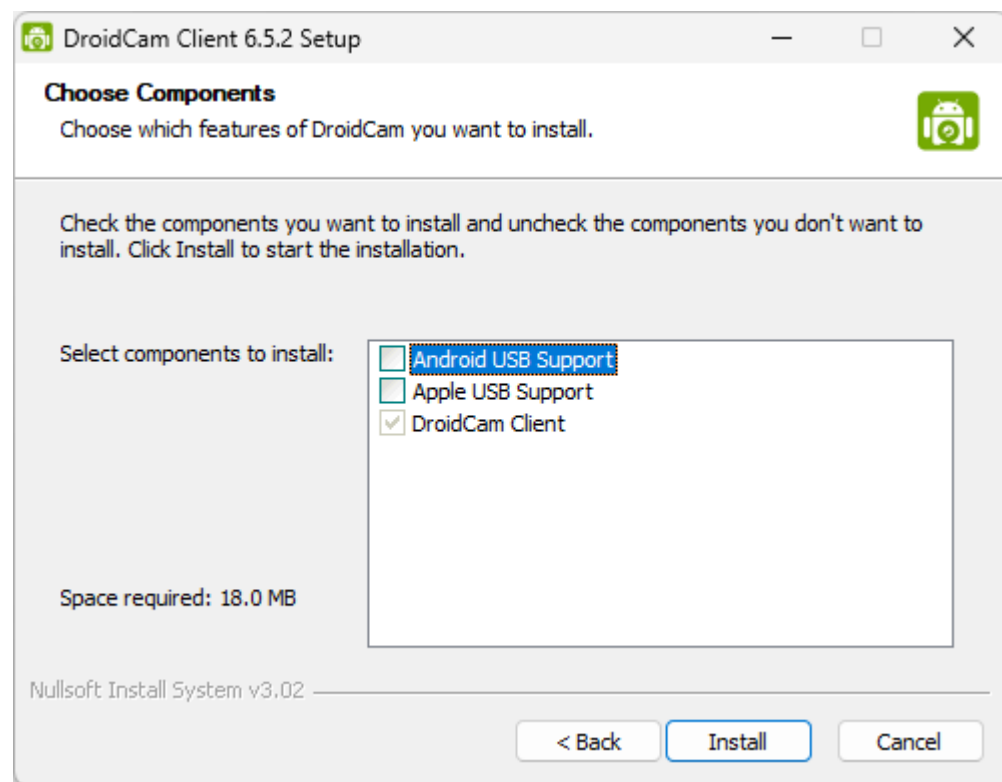 DroidCam Client 6.5.2 Setup
Choose Components
Choose which features of DroidCam you want to install.
Check the components you want to install and uncheck the components you don't want to
install. Click Install to start the installation.
Select components to install:
Android USB Support
Apple USB Support
DroidCam Client
Space required: 18.0 MB
Nullsoft Install System v3.02
< Back
Install
Cancel